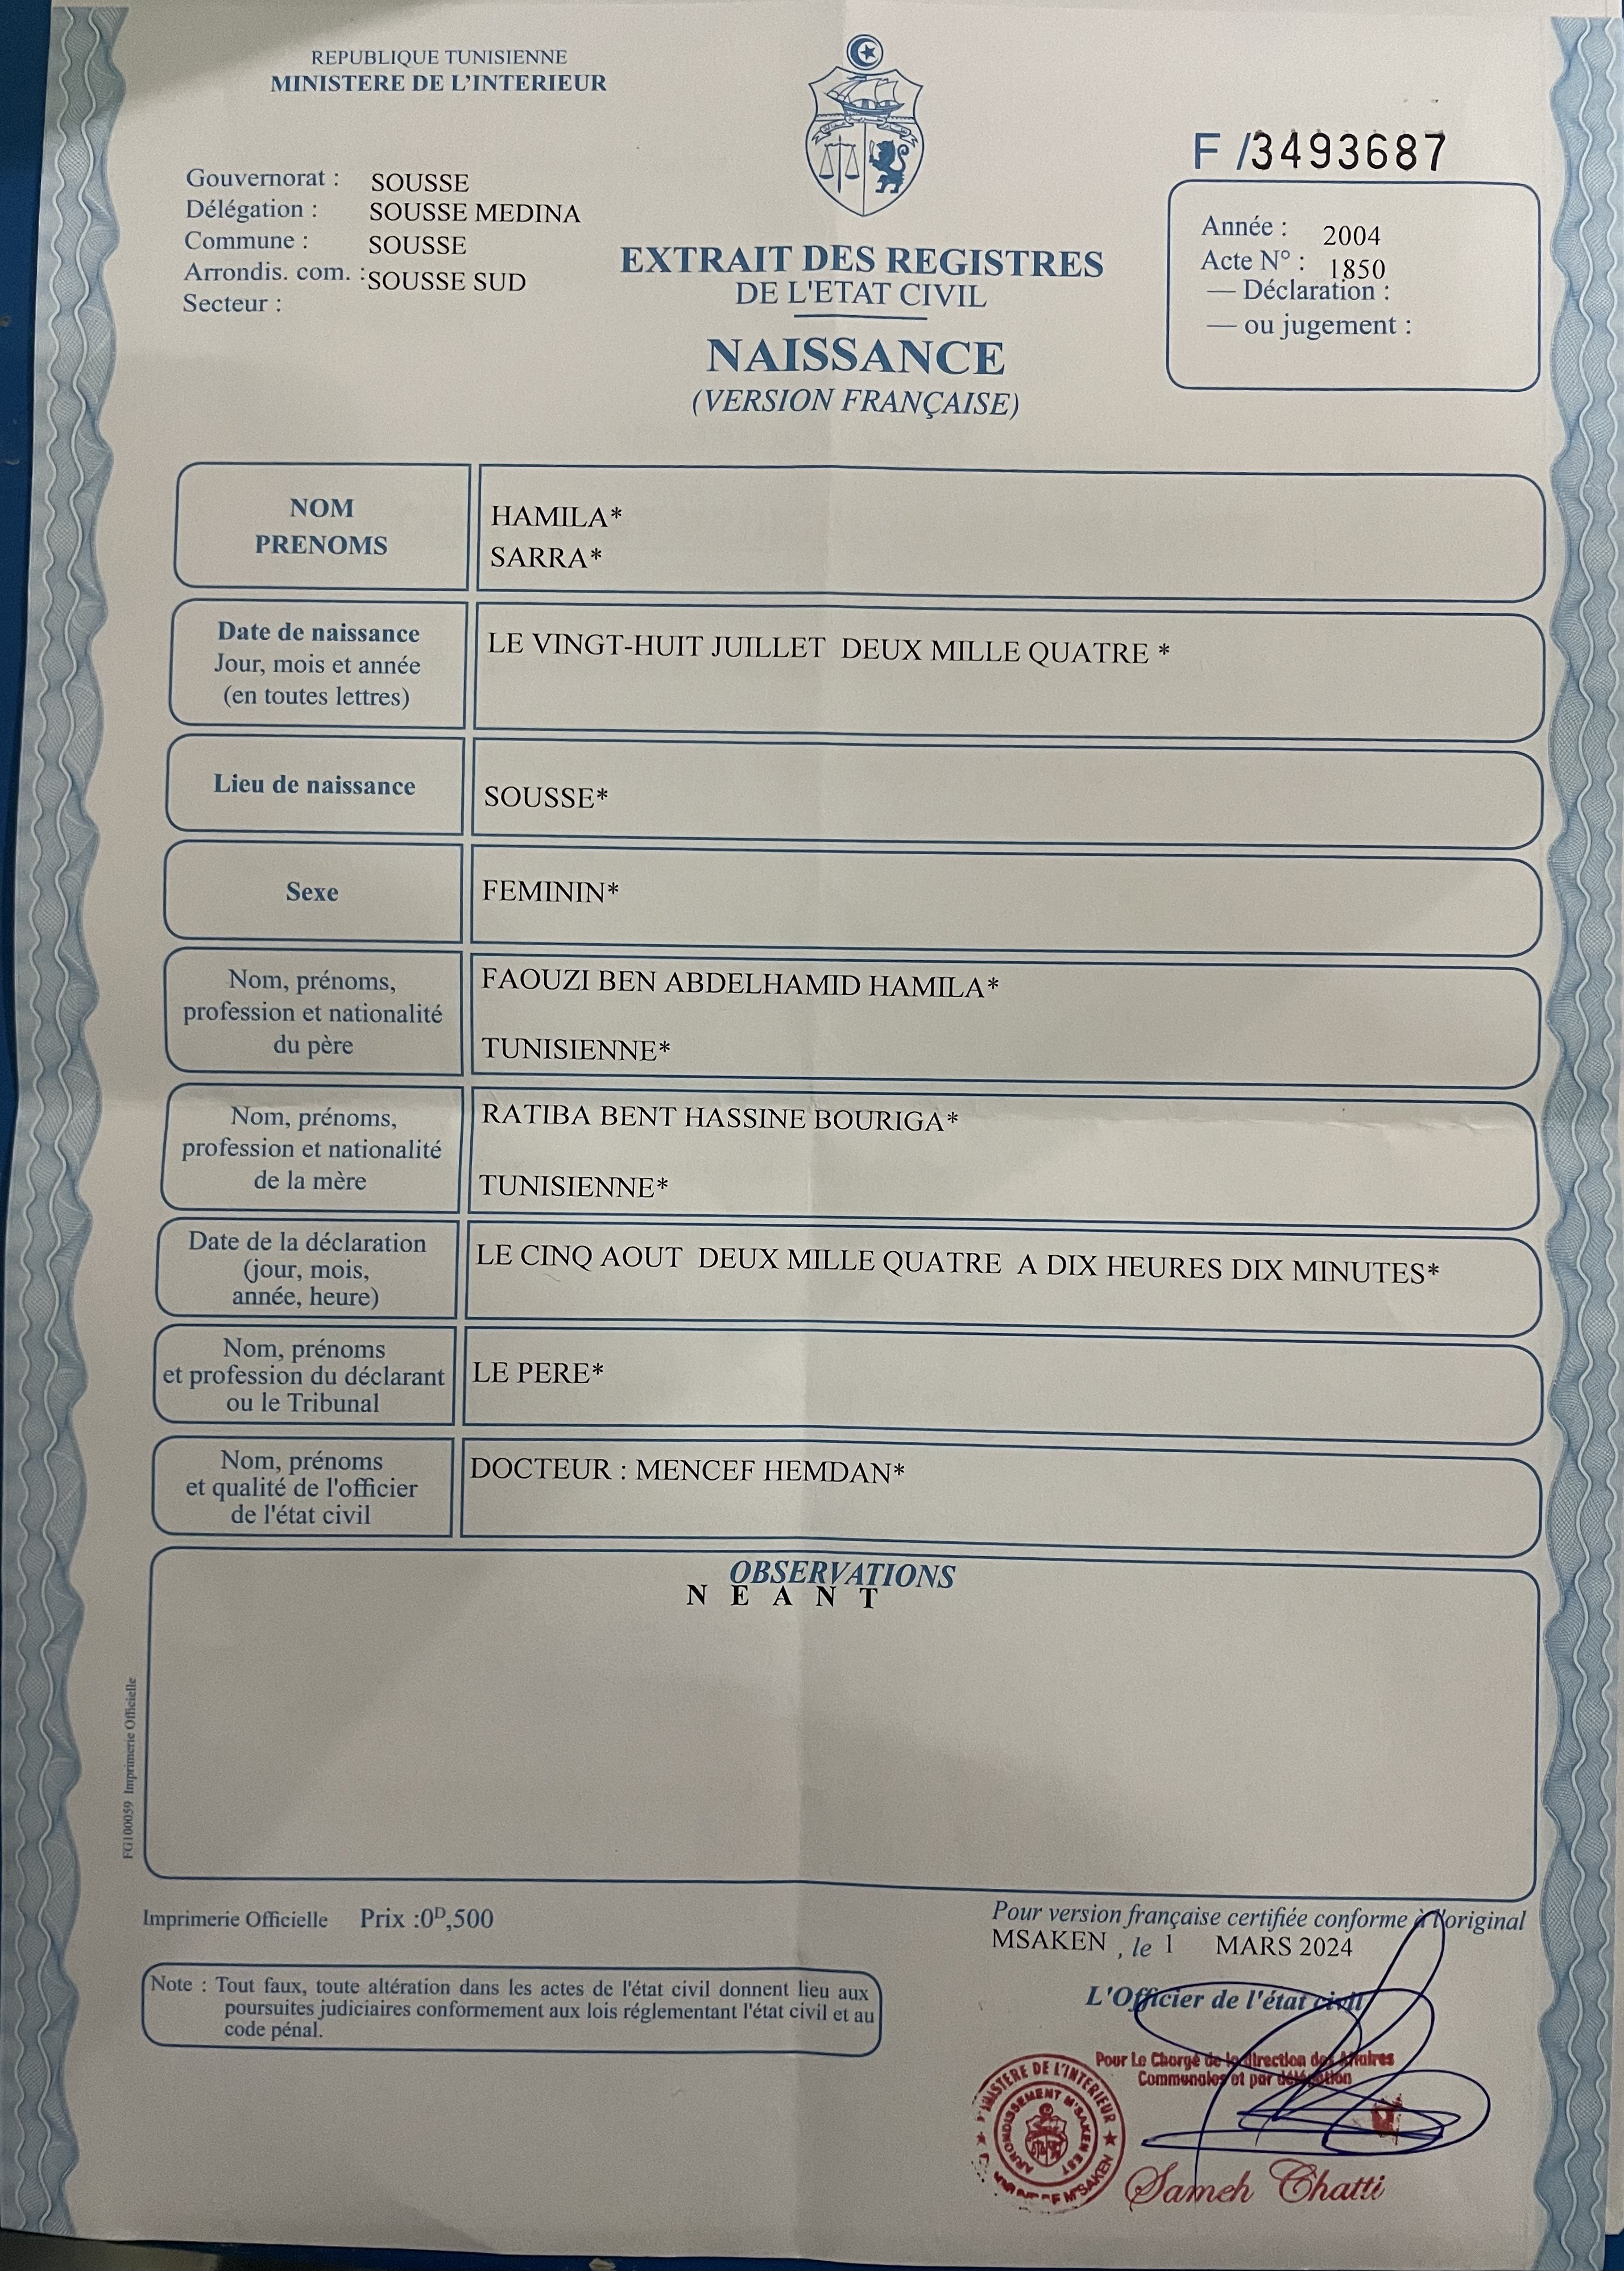 REPUBLIQUE TUNISIENNE
MINISTERE DE L'INTERIEUR
F /3493687
Gouvernorat : SOUSSE
Délégation : SOUSSE MEDINA
Commune : SOUSSE
Arrondis. com. : SOUSSE SUD
Secteur :
EXTRAIT DES REGISTRES
DE L'ETAT CIVIL
NAISSANCE
(VERSION FRANÇAISE)
Année : 2004
Acte N° : 1850
— Déclaration :
— ou jugement :
NOM
PRENOMS
HAMILA*
SARRA*
Date de naissance
Jour, mois et année
(en toutes lettres)
LE VINGT-HUIT JUILLET DEUX MILLE QUATRE *
Lieu de naissance
SOUSSE*
Sexe
FEMININ*
Nom, prénoms,
profession et nationalité
du père
FAOUZI BEN ABDELHAMID HAMILA*
TUNISIENNE*
Nom, prénoms,
profession et nationalité
de la mère
RATIBA BENT HASSINE BOURIGA*
TUNISIENNE*
Date de la déclaration
(jour, mois,
année, heure)
LE CINQ AOUT DEUX MILLE QUATRE A DIX HEURES DIX MINUTES*
Nom, prénoms
et profession du déclarant
ou le Tribunal
LE PERE*
Nom, prénoms
et qualité de l'officier
de l'état civil
DOCTEUR : MENCEF HEMDAN*
OBSERVATIONS
N E A N T
FG100059 Imprimerie Officielle
Imprimerie Officielle Prix :0D,500
Note : Tout faux, toute altération dans les actes de l'état civil donnent lieu aux
poursuites judiciaires conformement aux lois réglementant l'état civil et au
code pénal.
Pour version française certifiée conforme à l'original
MSAKEN , le 1 MARS 2024
L'Officier de l'état civil
Pour Le Chargé de la direction des Affaires
Communales et par délégation
MINISTERE DE L'INTERIEUR
ARRONDISSEMENT M'SAKEN EST
DE M'SAKEN
Sameh Chatti